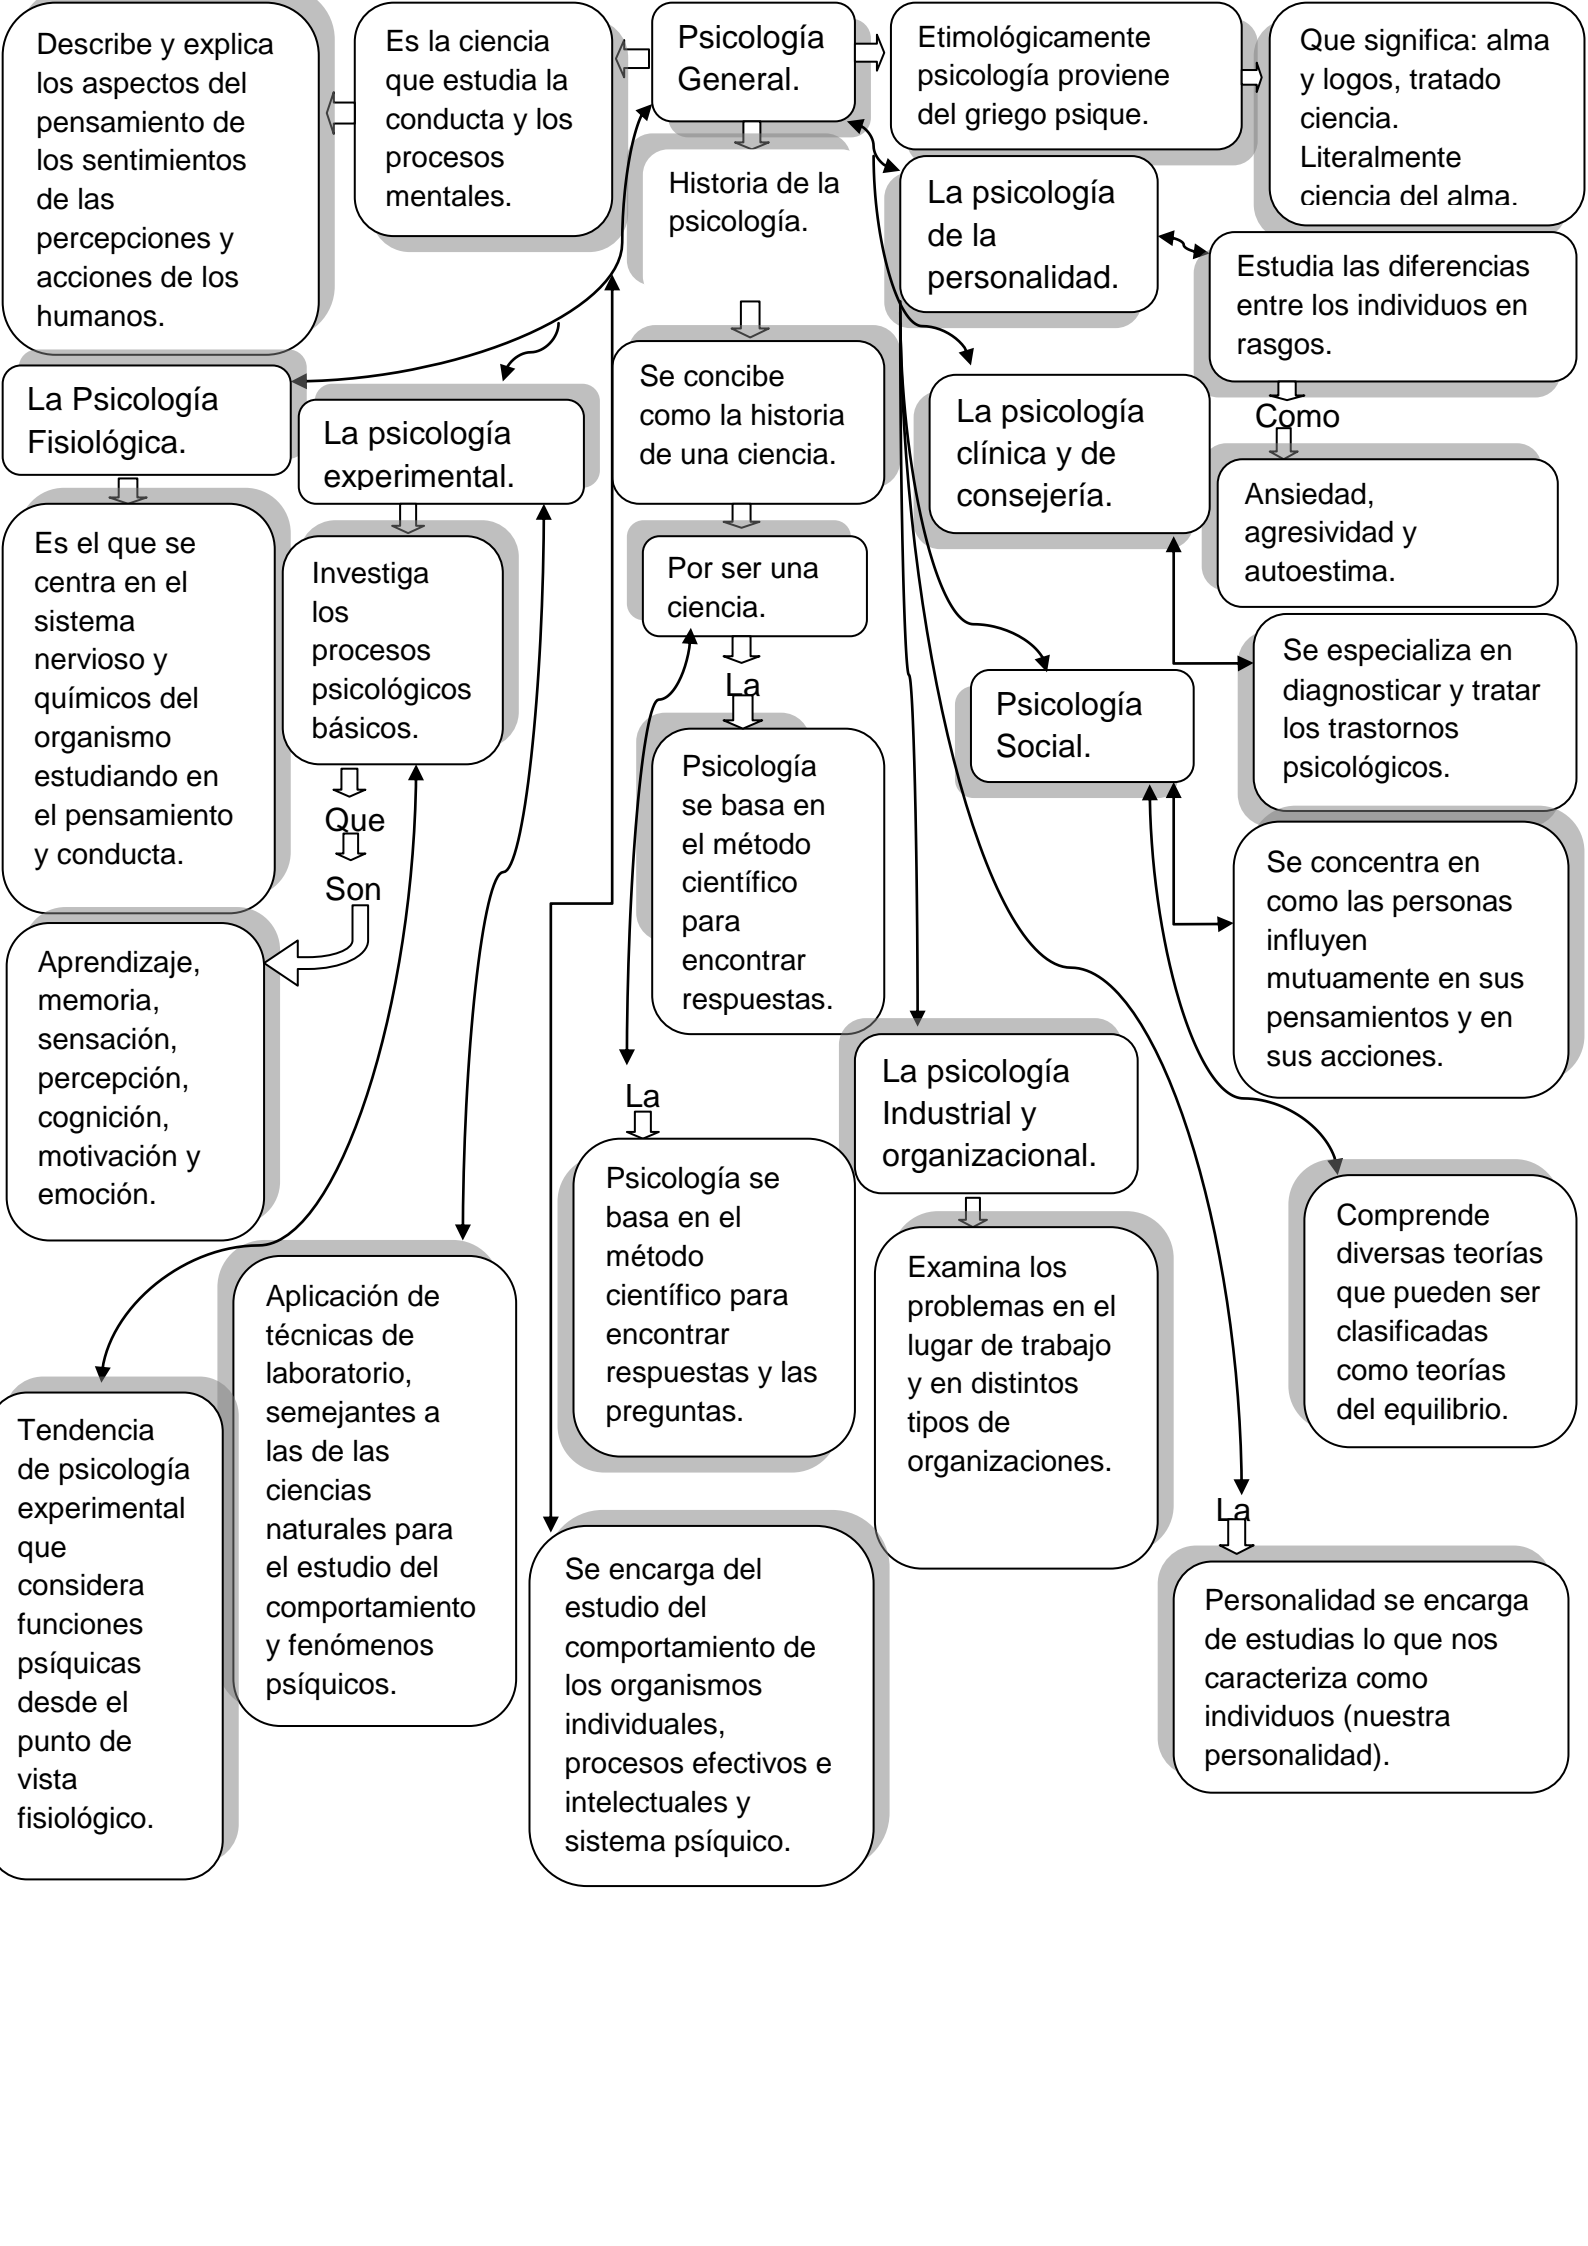 Describe y explica
los aspectos del
pensamiento de
los sentimientos
de las
percepciones y
acciones de los
humanos.
Es la ciencia
que estudia la
conducta y los
procesos
mentales.
Psicología
General.
Etimológicamente
psicología proviene
del griego psique.
Que significa: alma
y logos, tratado
ciencia.
Literalmente
ciencia del alma.
Historia de la
psicología.
La psicología
de la
personalidad.
Estudia las diferencias
entre los individuos en
rasgos.
La Psicología
Fisiológica.
La psicología
experimental.
Se concibe
como la historia
de una ciencia.
La psicología
clínica y de
consejería.
Como
Ansiedad,
agresividad y
autoestima.
Es el que se
centra en el
sistema
nervioso y
químicos del
organismo
estudiando en
el pensamiento
y conducta.
Investiga
los
procesos
psicológicos
básicos.
Por ser una
ciencia.
La
Psicología
Social.
Se especializa en
diagnosticar y tratar
los trastornos
psicológicos.
Que
Son
Psicología
se basa en
el método
científico
para
encontrar
respuestas.
Se concentra en
como las personas
influyen
mutuamente en sus
pensamientos y en
sus acciones.
Aprendizaje,
memoria,
sensación,
percepción,
cognición,
motivación y
emoción.
La
La psicología
Industrial y
organizacional.
Psicología se
basa en el
método
científico para
encontrar
respuestas y las
preguntas.
Comprende
diversas teorías
que pueden ser
clasificadas
como teorías
del equilibrio.
Aplicación de
técnicas de
laboratorio,
semejantes a
las de las
ciencias
naturales para
el estudio del
comportamiento
y fenómenos
psíquicos.
Examina los
problemas en el
lugar de trabajo
y en distintos
tipos de
organizaciones.
Tendencia
de psicología
experimental
que
considera
funciones
psíquicas
desde el
punto de
vista
fisiológico.
La
Se encarga del
estudio del
comportamiento de
los organismos
individuales,
procesos efectivos e
intelectuales y
sistema psíquico.
Personalidad se encarga
de estudias lo que nos
caracteriza como
individuos (nuestra
personalidad).